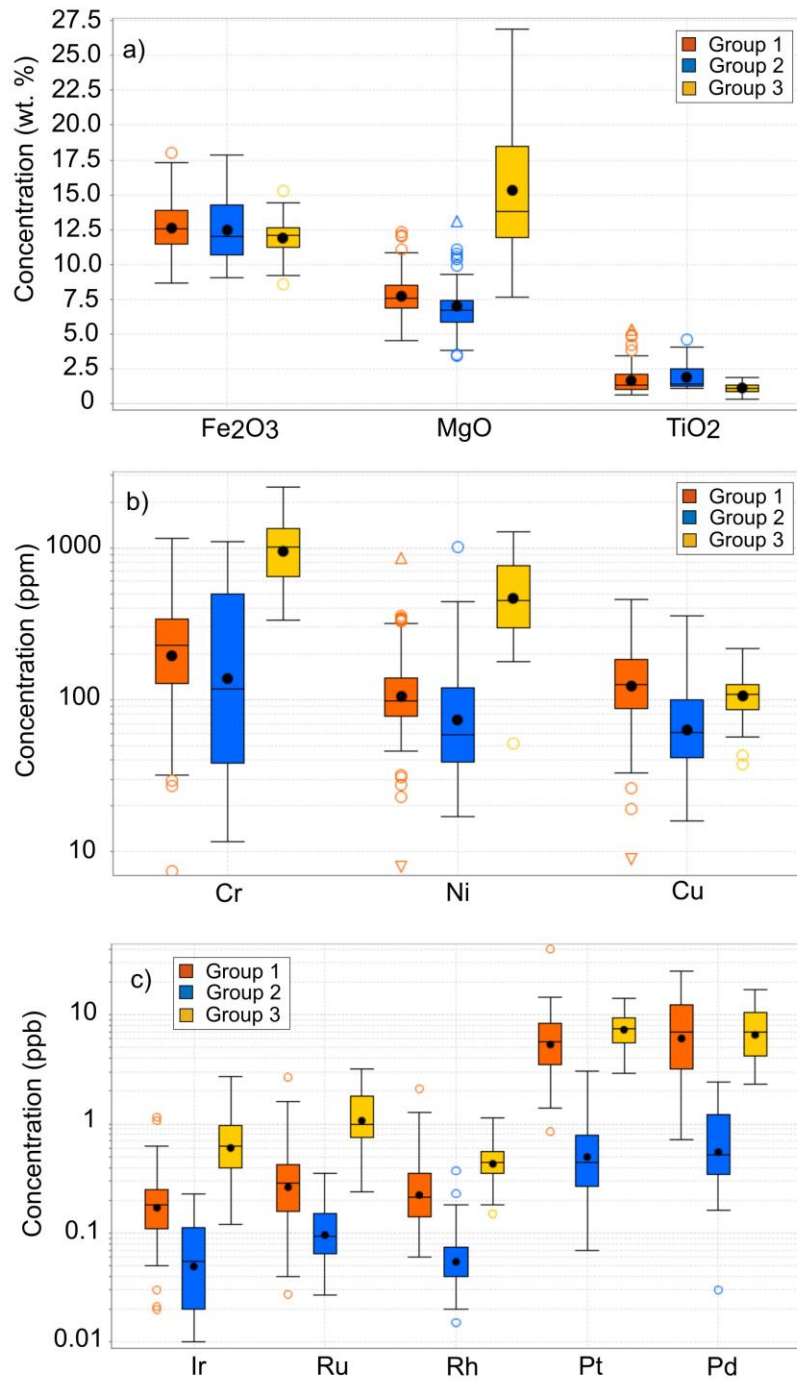 a)
Concentration (wt. %)
27.5
25.0
22.5
20.0
17.5
15.0
12.5
10.0
7.5
5.0
2.5
0
Group 1
Group 2
Group 3
Fe2O3 MgO TiO2
b)
Concentration (ppm)
1000
100
10
Group 1
Group 2
Group 3
Cr Ni Cu
c)
Concentration (ppb)
10
1
0.1
0.01
Group 1
Group 2
Group 3
Ir Ru Rh Pt Pd